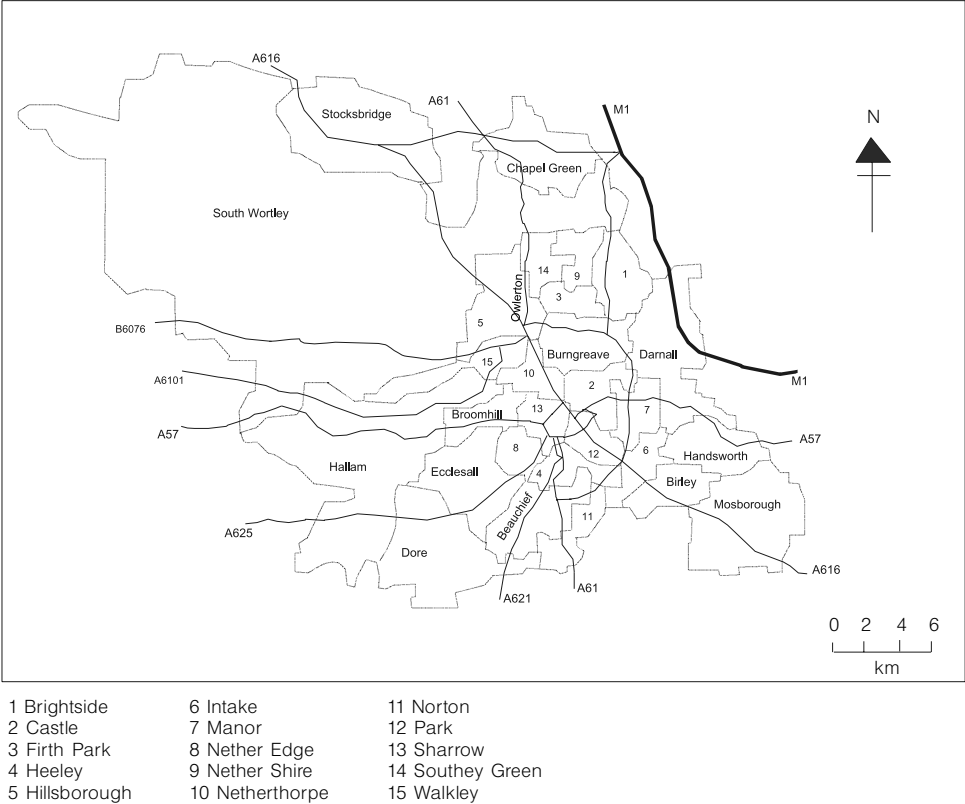 A616
A61
M1
N
Stocksbridge
Chapel Green
South Wortley
14
9
1
3
Owlerton
5
B6076
Burngreave
Darnall
15
10
A6101
2
M1
Broomhill
13
7
A57
A57
8
12
6
Handsworth
Hallam
Ecclesall
4
Birley
Mosborough
Beauchief
11
A625
Dore
A616
A621
A61
0 2 4 6
km
1 Brightside 6 Intake 11 Norton
2 Castle 7 Manor 12 Park
3 Firth Park 8 Nether Edge 13 Sharrow
4 Heeley 9 Nether Shire 14 Southey Green
5 Hillsborough 10 Netherthorpe 15 Walkley